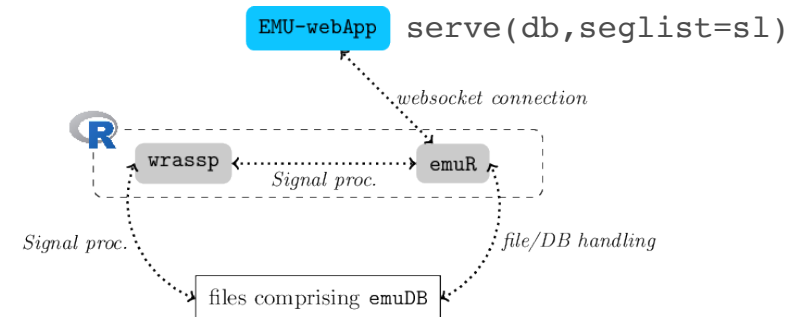 EMU-webApp serve(db,seglist=sl)
websocket connection
R
wrassp emuR
Signal proc.
Signal proc. file/DB handling
files comprising emuDB